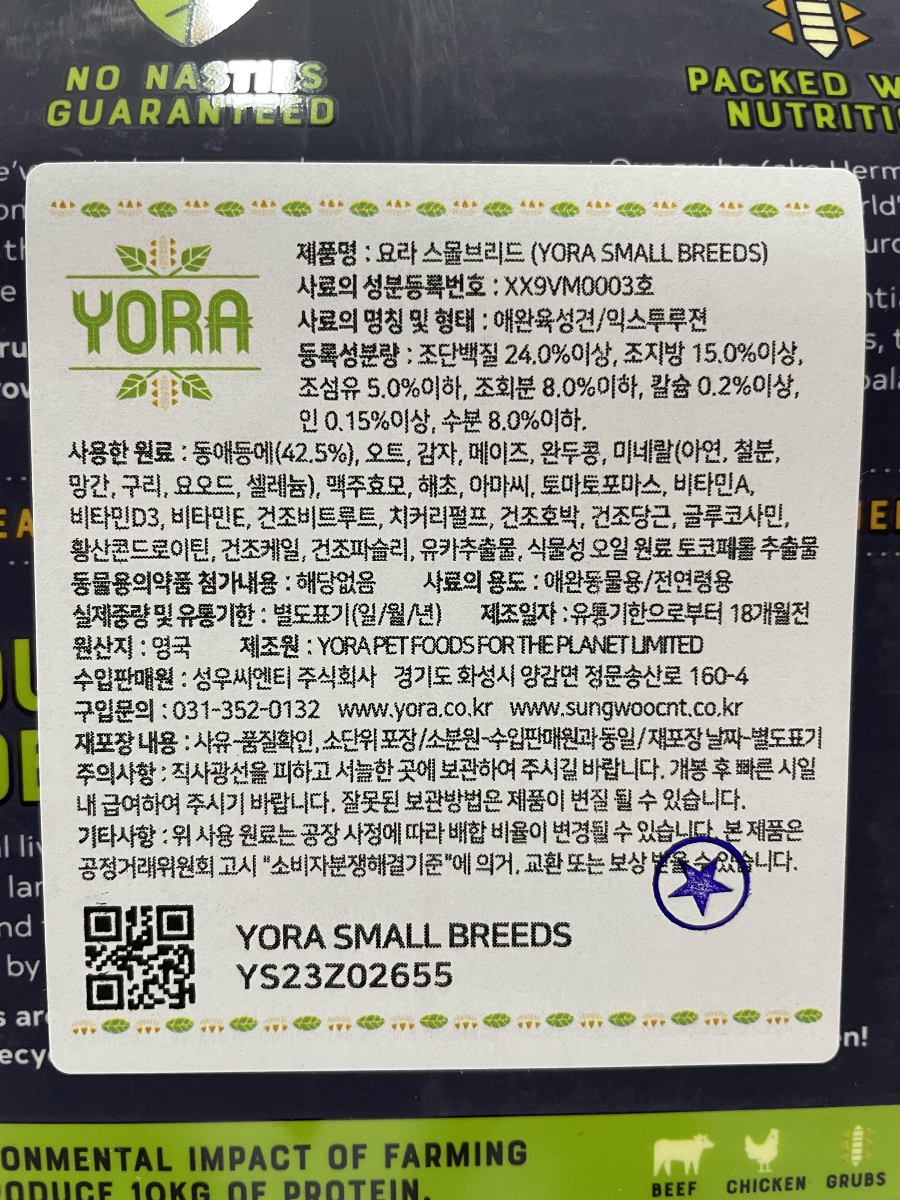 NO NASTIES
GUARANTEED
PACKED W
NUTRITI
YORA
제품명 : 요라 스몰브리드 (YORA SMALL BREEDS)
사료의 성분등록번호 : XX9VM0003호
사료의 명칭 및 형태 : 애완육성견/익스투루젼
등록성분량 : 조단백질 24.0%이상, 조지방 15.0%이상,
조섬유 5.0%이하, 조회분 8.0%이하, 칼슘 0.2%이상,
인 0.15%이상, 수분 8.0%이하.
사용한 원료 : 동애등에(42.5%), 오트, 감자, 메이즈, 완두콩, 미네랄(아연, 철분,
망간, 구리, 요오드, 셀레늄), 맥주효모, 해초, 아마씨, 토마토포마스, 비타민A,
비타민D3, 비타민E, 건조비트루트, 치커리펄프, 건조호박, 건조당근, 글루코사민,
황산콘드로이틴, 건조케일, 건조파슬리, 유카추출물, 식물성 오일 원료 토코페롤 추출물
동물용의약품 첨가내용 : 해당없음 사료의 용도 : 애완동물용/전연령용
실제중량 및 유통기한 : 별도표기(일/월/년) 제조일자 : 유통기한으로부터 18개월전
원산지 : 영국 제조원 : YORA PET FOODS FOR THE PLANET LIMITED
수입판매원 : 성우씨엔티 주식회사 경기도 화성시 양감면 정문송산로 160-4
구입문의 : 031-352-0132 www.yora.co.kr www.sungwoocnt.co.kr
재포장 내용 : 사유-품질확인, 소단위 포장/소분원-수입판매원과 동일/재포장 날짜-별도표기
주의사항 : 직사광선을 피하고 서늘한 곳에 보관하여 주시길 바랍니다. 개봉 후 빠른 시일
내 급여하여 주시기 바랍니다. 잘못된 보관방법은 제품이 변질 될 수 있습니다.
기타사항 : 위 사용 원료는 공장 사정에 따라 배합 비율이 변경될 수 있습니다. 본 제품은
공정거래위원회 고시 "소비자분쟁해결기준"에 의거, 교환 또는 보상 받을 수 있습니다.
YORA SMALL BREEDS
YS23Z02655
ONMENTAL IMPACT OF FARMING
ODUCE 10KG OF PROTEIN.
BEEF CHICKEN GRUBS